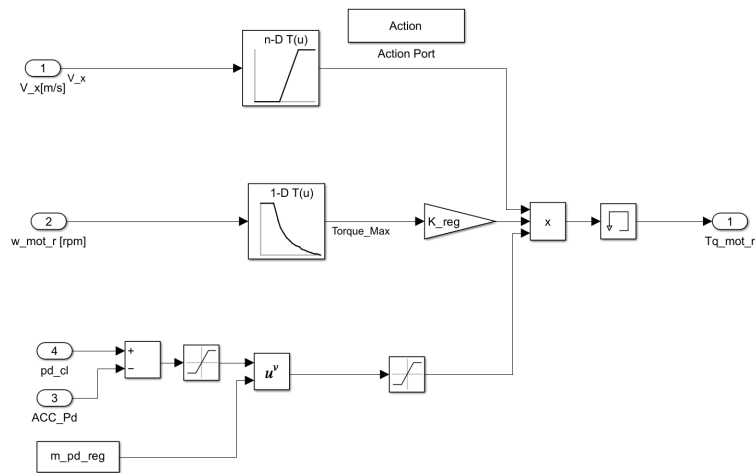 Action
Action Port
n-D T(u)
1
V_x
V_x[m/s]
1-D T(u)
2
w_mot_r [rpm]
Torque_Max
K_reg
x
1
Tq_mot_r
4
pd_cl
+
−
3
ACC_Pd
u^v
m_pd_reg